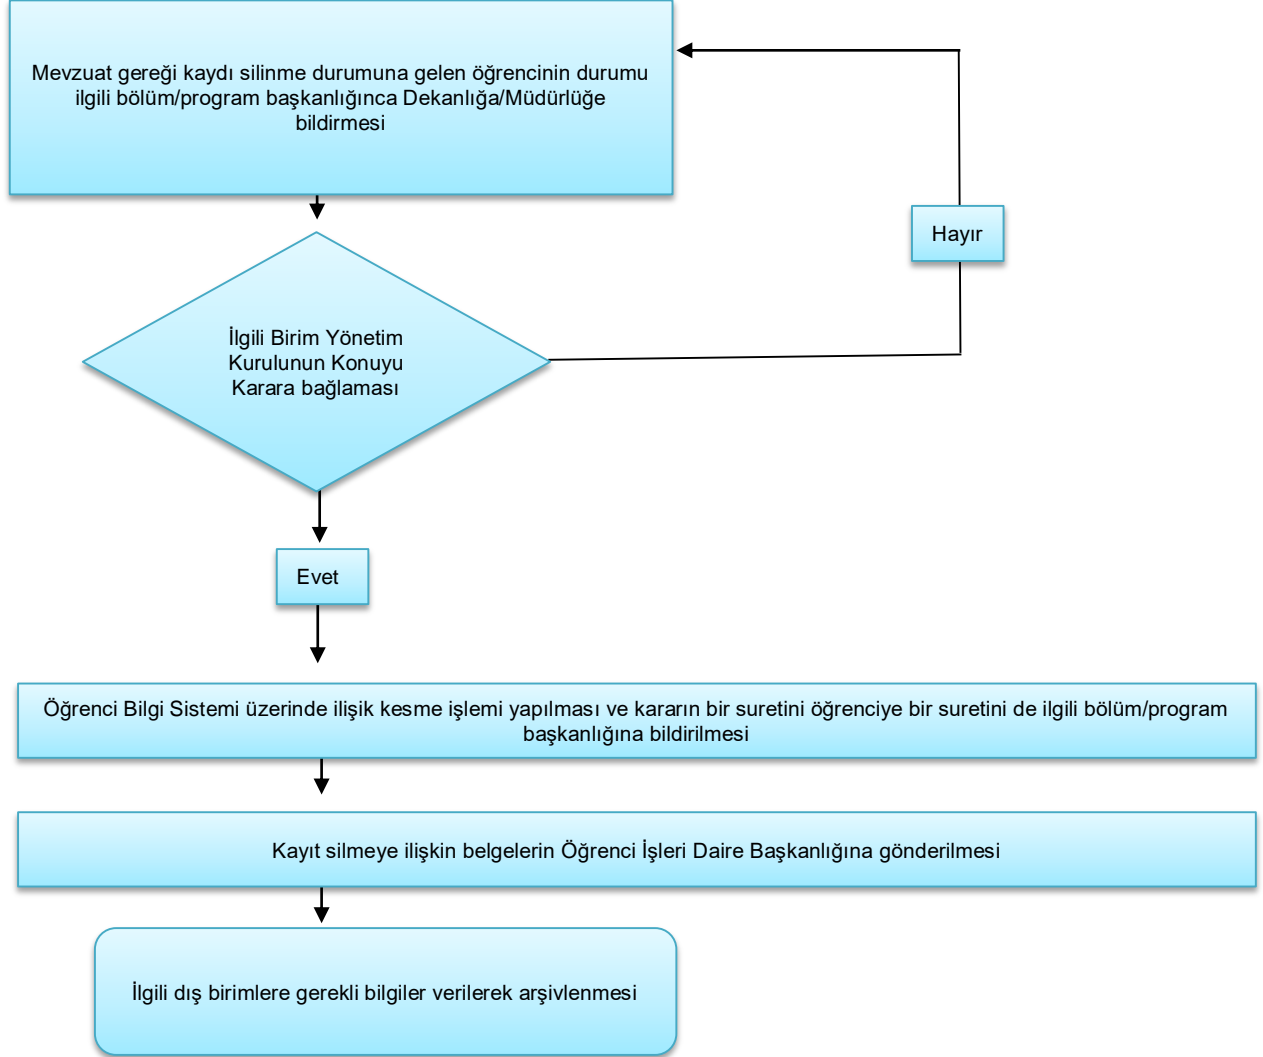 Mevzuat gereği kaydı silinme durumuna gelen öğrencinin durumu
ilgili bölüm/program başkanlığınca Dekanlığa/Müdürlüğe
bildirmesi
Hayır
İlgili Birim Yönetim
Kurulunun Konuyu
Karara bağlaması
Evet
Öğrenci Bilgi Sistemi üzerinde ilişik kesme işlemi yapılması ve kararın bir suretini öğrenciye bir suretini de ilgili bölüm/program
başkanlığına bildirilmesi
Kayıt silmeye ilişkin belgelerin Öğrenci İşleri Daire Başkanlığına gönderilmesi
İlgili dış birimlere gerekli bilgiler verilerek arşivlenmesi